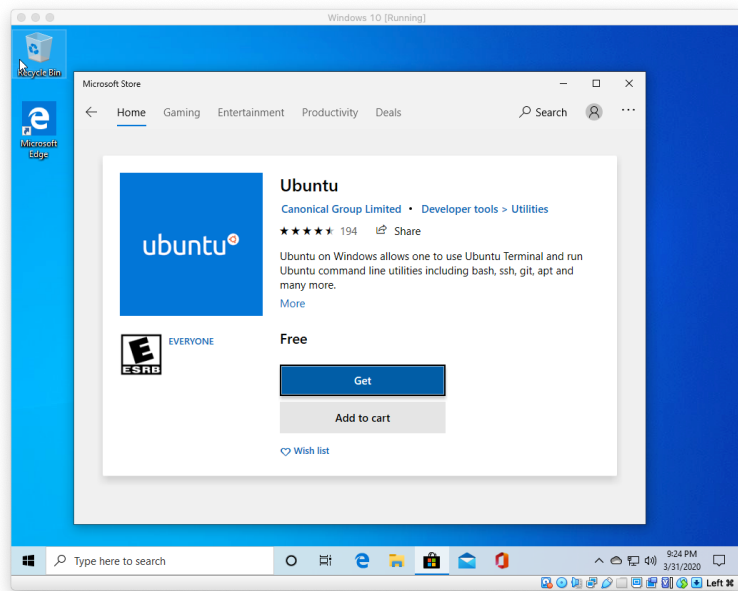 Windows 10 [Running]
Recycle Bin
Microsoft
Edge
Microsoft Store
Home Gaming Entertainment Productivity Deals Search
ubuntu
Ubuntu
Canonical Group Limited • Developer tools > Utilities
194 Share
Ubuntu on Windows allows one to use Ubuntu Terminal and run
Ubuntu command line utilities including bash, ssh, git, apt and
many more.
More
E
ESRB
EVERYONE
Free
Get
Add to cart
Wish list
Type here to search
9:24 PM
3/31/2020
Left ⌘